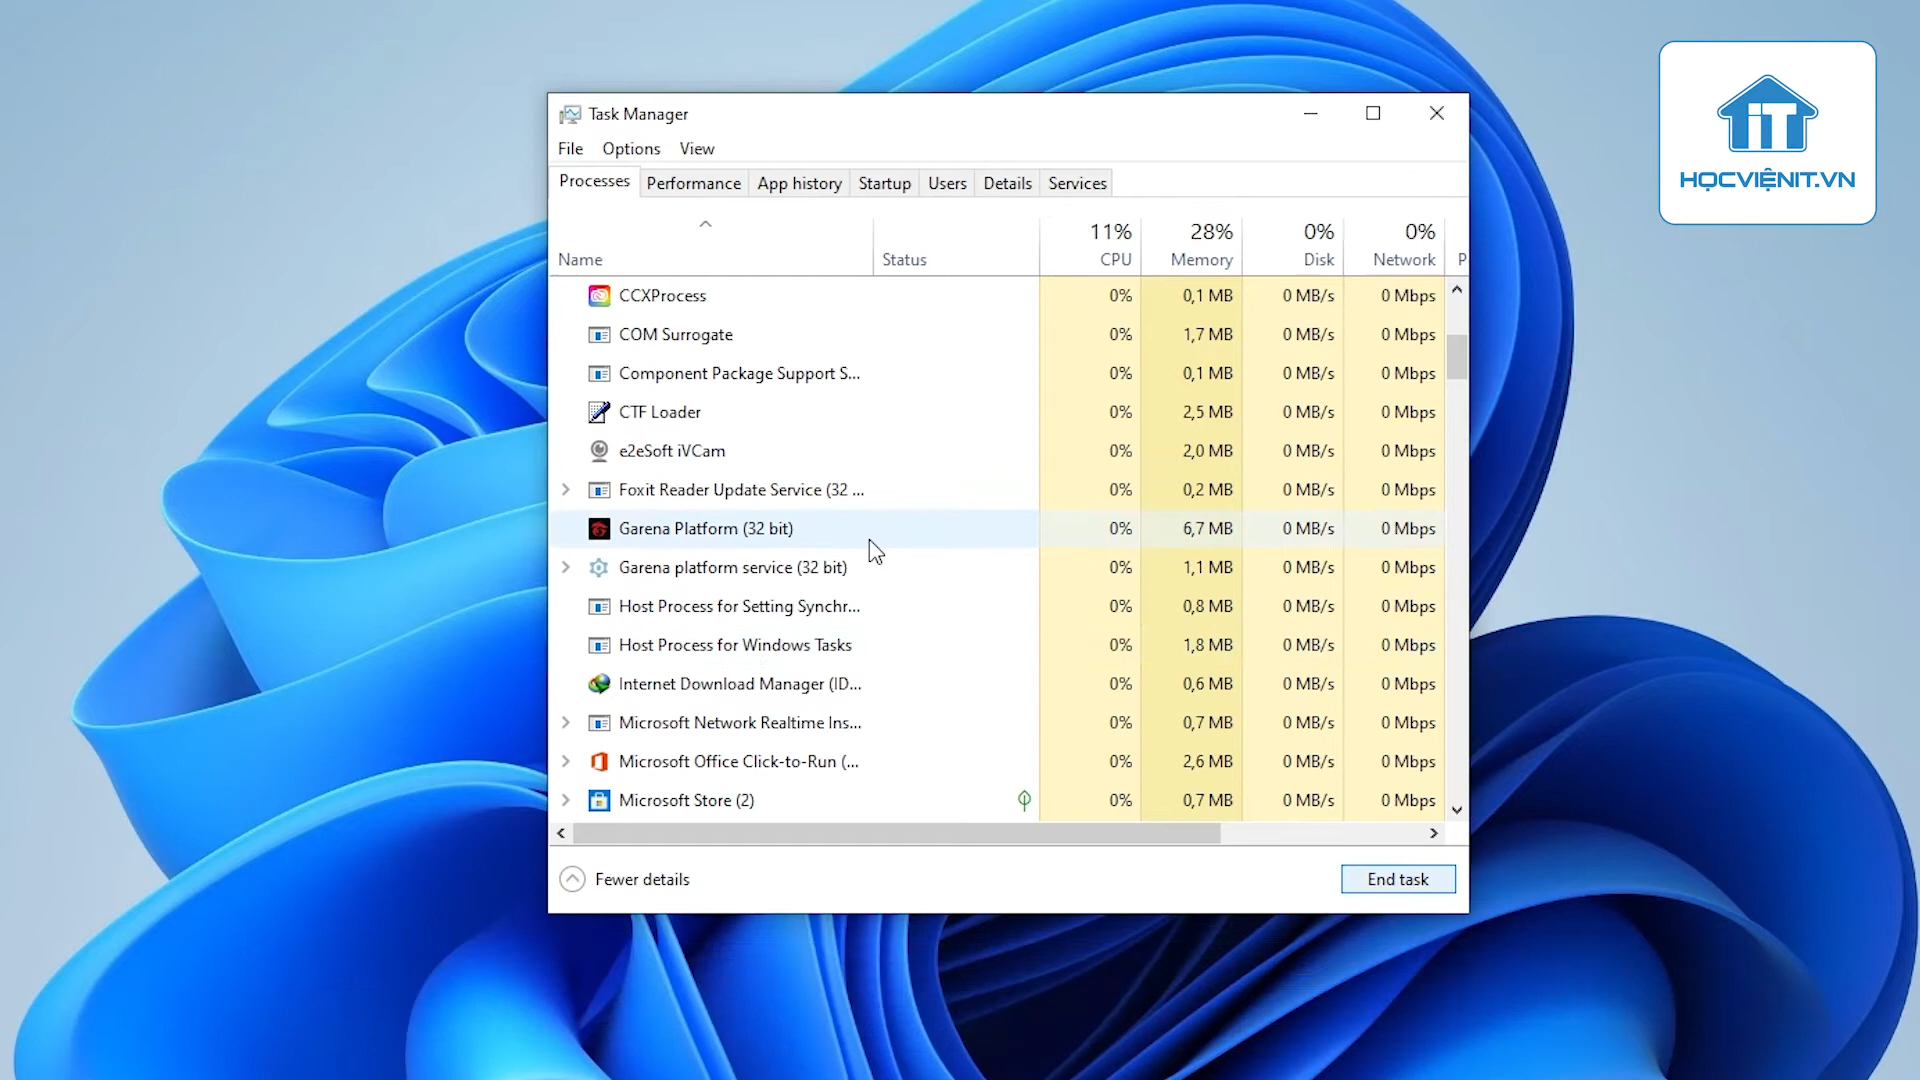 IT
HỌCVIỆNIT.VN
Task Manager
File Options View
Processes Performance App history Startup Users Details Services
11% 28% 0% 0%
Name Status CPU Memory Disk Network P
CCXProcess 0% 0,1 MB 0 MB/s 0 Mbps
COM Surrogate 0% 1,7 MB 0 MB/s 0 Mbps
Component Package Support S... 0% 0,1 MB 0 MB/s 0 Mbps
CTF Loader 0% 2,5 MB 0 MB/s 0 Mbps
e2eSoft iVCam 0% 2,0 MB 0 MB/s 0 Mbps
Foxit Reader Update Service (32 ... 0% 0,2 MB 0 MB/s 0 Mbps
Garena Platform (32 bit) 0% 6,7 MB 0 MB/s 0 Mbps
Garena platform service (32 bit) 0% 1,1 MB 0 MB/s 0 Mbps
Host Process for Setting Synchr... 0% 0,8 MB 0 MB/s 0 Mbps
Host Process for Windows Tasks 0% 1,8 MB 0 MB/s 0 Mbps
Internet Download Manager (ID... 0% 0,6 MB 0 MB/s 0 Mbps
Microsoft Network Realtime Ins... 0% 0,7 MB 0 MB/s 0 Mbps
Microsoft Office Click-to-Run (... 0% 2,6 MB 0 MB/s 0 Mbps
Microsoft Store (2) 0% 0,7 MB 0 MB/s 0 Mbps
Fewer details End task